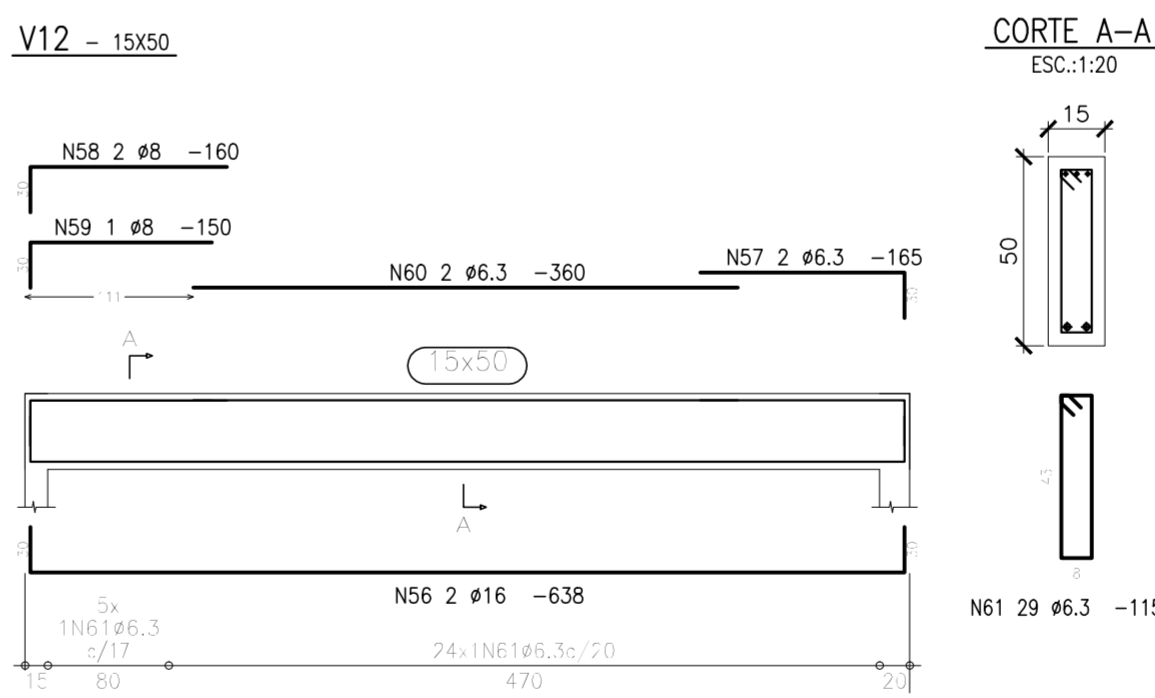 V12 - 15X50
CORTE A-A
ESC.:1:20
15
50
N58 2 ø8 -160
30
N59 1 ø8 -150
30
111
N60 2 ø6.3 -360
N57 2 ø6.3 -165
30
A
15x50
A
43
8
N61 29 ø6.3 -115
30
30
N56 2 ø16 -638
5x
1N61ø6.3
c/17
24x1N61ø6.3c/20
15
80
470
20